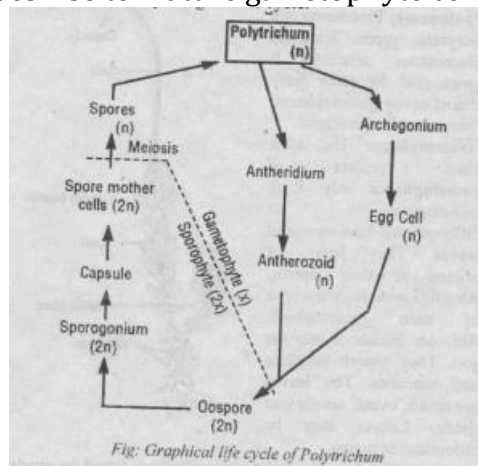 Polytrichum
(n)
Spores
(n)
Archegonium
Meiosis
Antheridium
Spore mother
cells (2n)
Egg Cell
(n)
Gametophyte (x)
Sporophyte (2x)
Antherozoid
(n)
Capsule
Sporogonium
(2n)
Oospore
(2n)
Fig: Graphical life cycle of Polytrichum